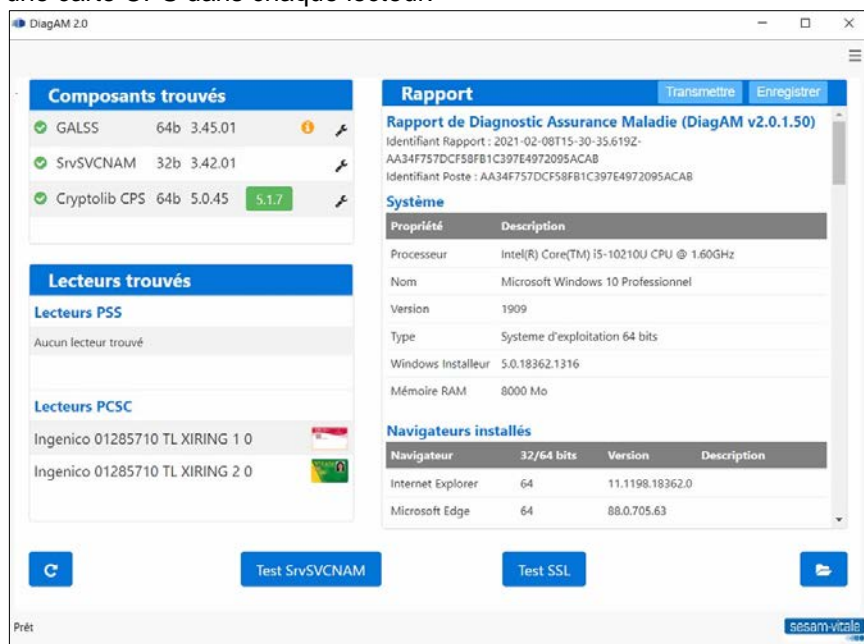 une carte CPS dans chaque lecteur.
DiagAM 2.0
Composants trouvés
GALSS 64b 3.45.01
SrvSVCNAM 32b 3.42.01
Cryptolib CPS 64b 5.0.45 5.1.7
Lecteurs trouvés
Lecteurs PSS
Aucun lecteur trouvé
Lecteurs PCSC
Ingenico 01285710 TL XIRING 1 0
Ingenico 01285710 TL XIRING 2 0
Rapport Transmettre Enregistrer
Rapport de Diagnostic Assurance Maladie (DiagAM v2.0.1.50)
Identifiant Rapport : 2021-02-08T15-30-35.619Z-
AA34F757DCF58FB1C397E4972095ACAB
Identifiant Poste : AA34F757DCF58FB1C397E4972095ACAB
Système
Propriété Description
Processeur Intel(R) Core(TM) i5-10210U CPU @ 1.60GHz
Nom Microsoft Windows 10 Professionnel
Version 1909
Type Systeme d'exploitation 64 bits
Windows Installeur 5.0.18362.1316
Mémoire RAM 8000 Mo
Navigateurs installés
Navigateur 32/64 bits Version Description
Internet Explorer 64 11.1198.18362.0
Microsoft Edge 64 88.0.705.63
Test SrvSVCNAM Test SSL
Prêt sesam-vitale